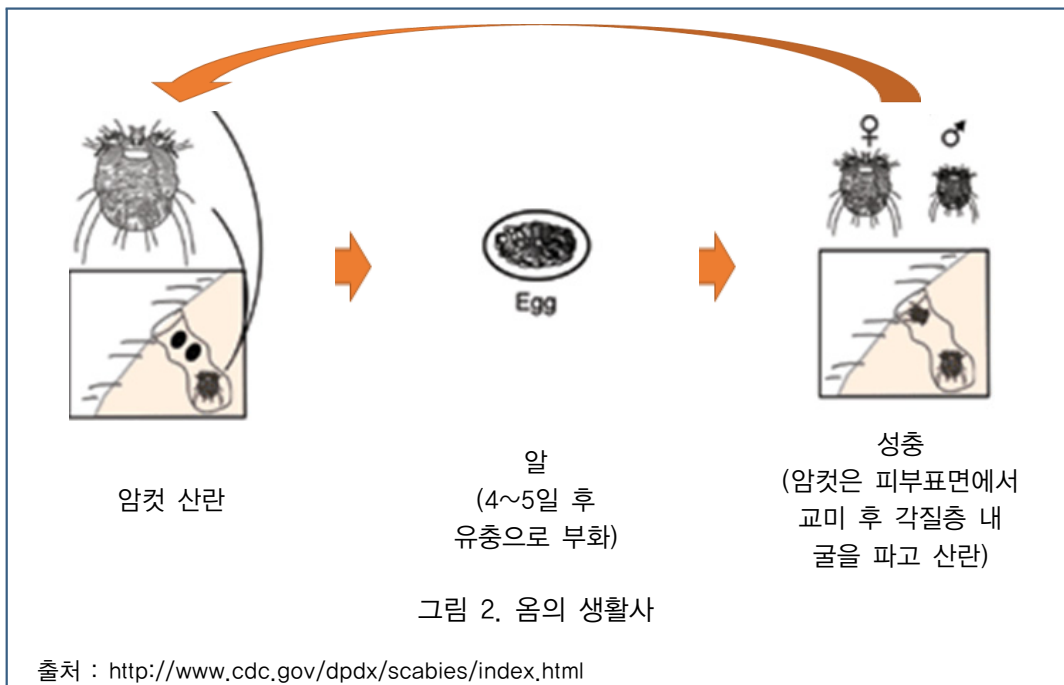 ♀ ♂
Egg
암컷 산란
알
(4~5일 후
유충으로 부화)
성충
(암컷은 피부표면에서
교미 후 각질층 내
굴을 파고 산란)
그림 2. 옴의 생활사
출처 : http://www.cdc.gov/dpdx/scabies/index.html